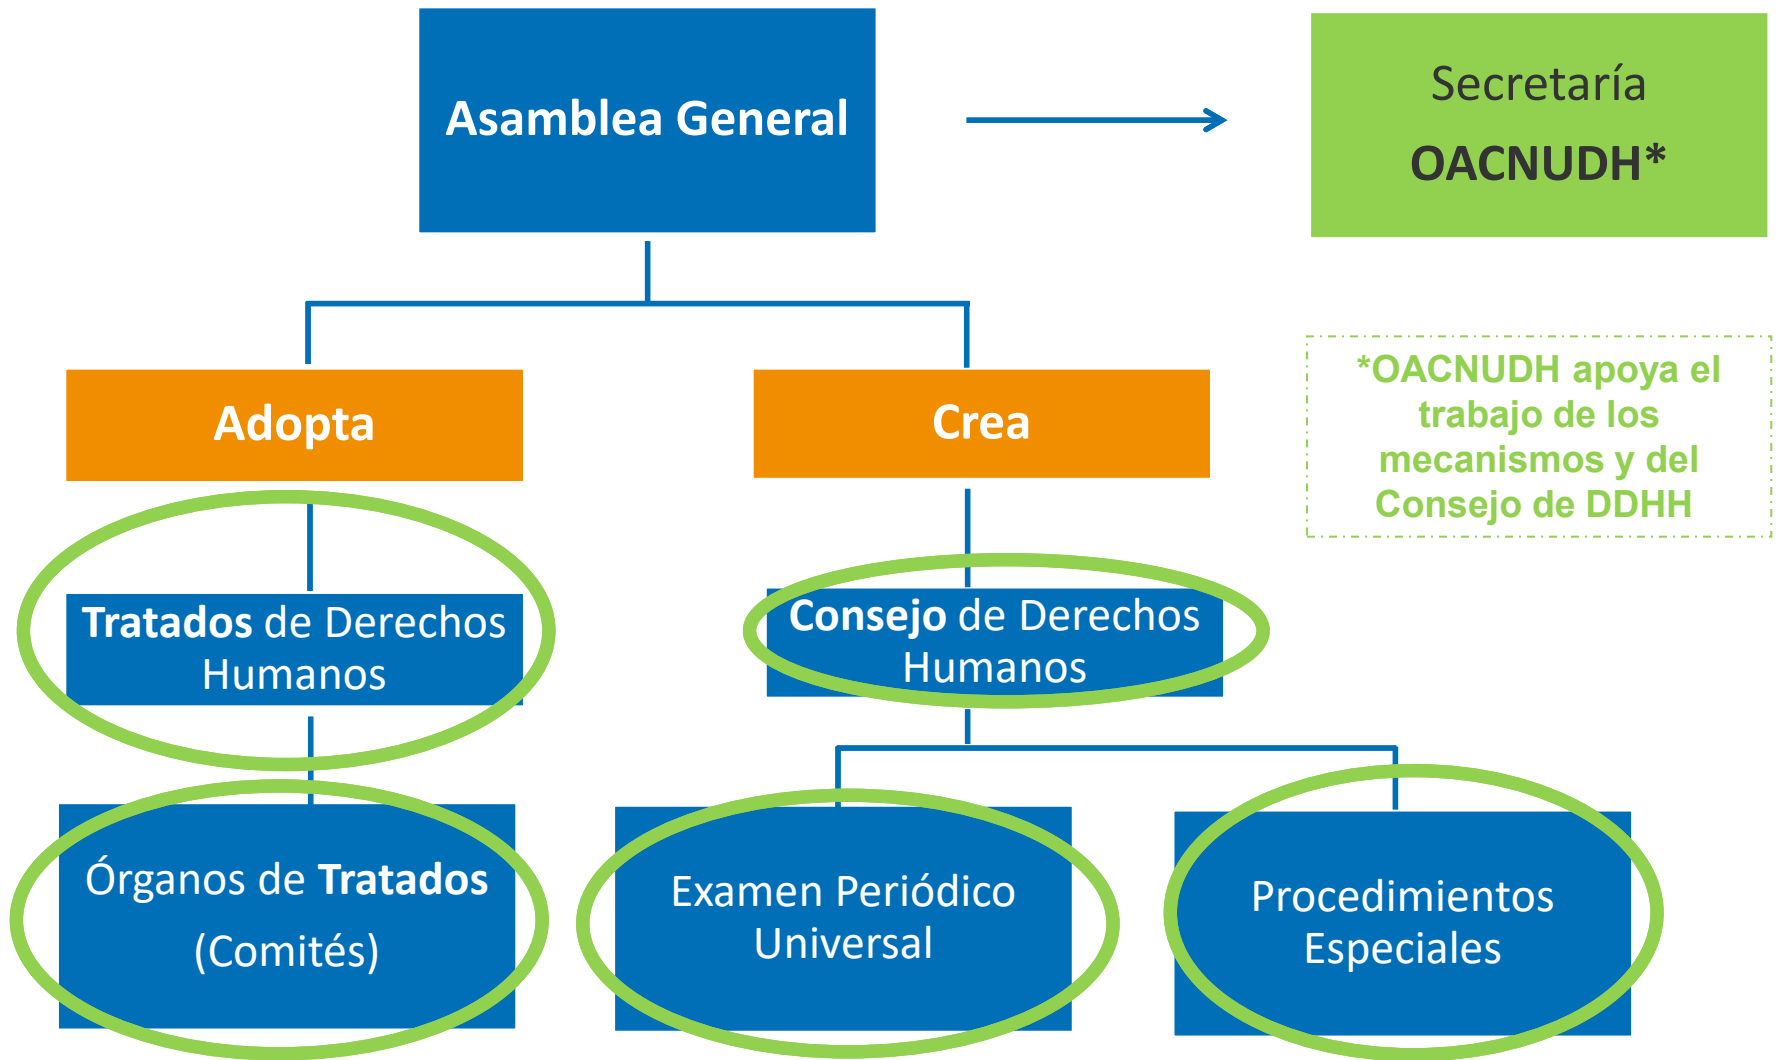 Asamblea General
Secretaría
OACNUDH*
Adopta
Crea
*OACNUDH apoya el
trabajo de los
mecanismos y del
Consejo de DDHH
Tratados de Derechos
Humanos
Consejo de Derechos
Humanos
Órganos de Tratados
(Comités)
Examen Periódico
Universal
Procedimientos
Especiales